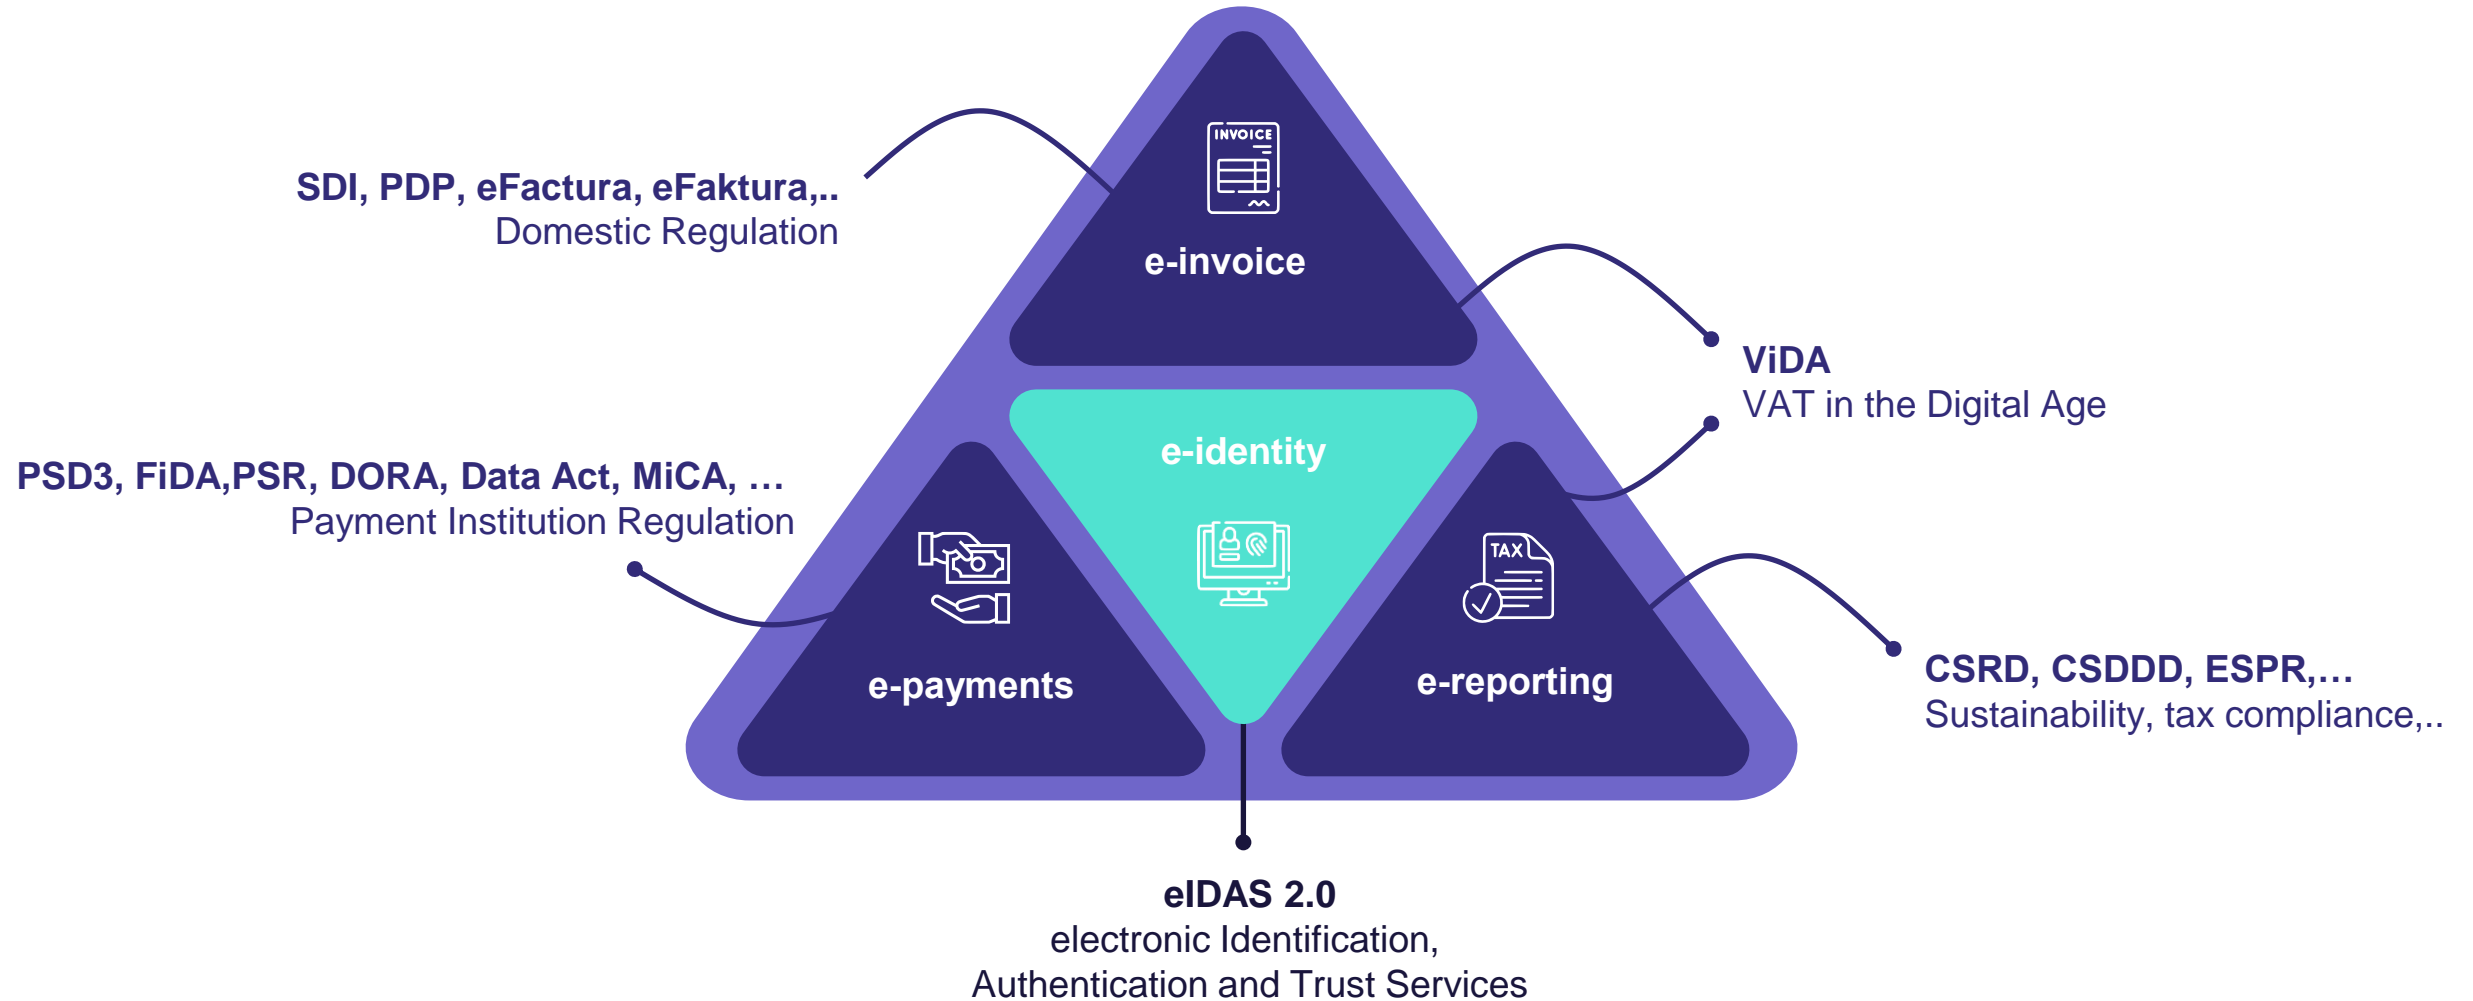 INVOICE
e-invoice
SDI, PDP, eFactura, eFaktura,..
Domestic Regulation
ViDA
VAT in the Digital Age
e-identity
PSD3, FiDA,PSR, DORA, Data Act, MiCA, …
Payment Institution Regulation
e-payments
TAX
e-reporting
CSRD, CSDDD, ESPR,…
Sustainability, tax compliance,..
eIDAS 2.0
electronic Identification,
Authentication and Trust Services